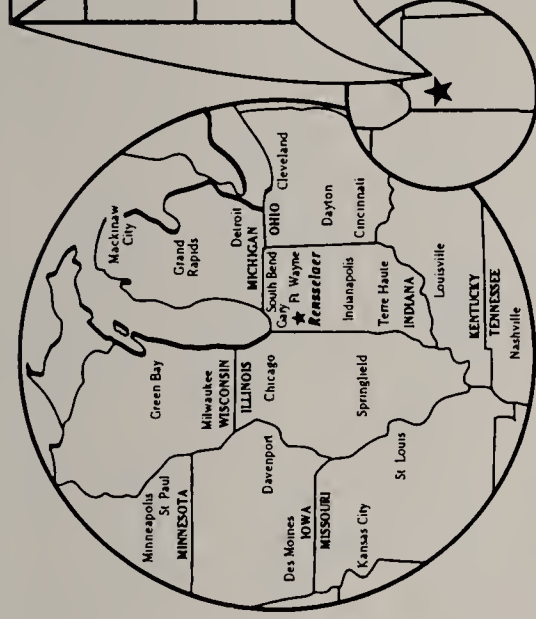 Mackinaw
City
Green Bay
Grand
Rapids
Minneapolis
St Paul
MINNESOTA
Milwaukee
WISCONSIN
Detroit
MICHIGAN
ILLINOIS
Chicago
South Bend
Gary
Ft Wayne
Rensselaer
OHIO
Cleveland
Davenport
Des Moines
IOWA
MISSOURI
Dayton
Cincinnati
Indianapolis
Springfield
Terre Haute
INDIANA
Kansas City
St Louis
Louisville
KENTUCKY
TENNESSEE
Nashville